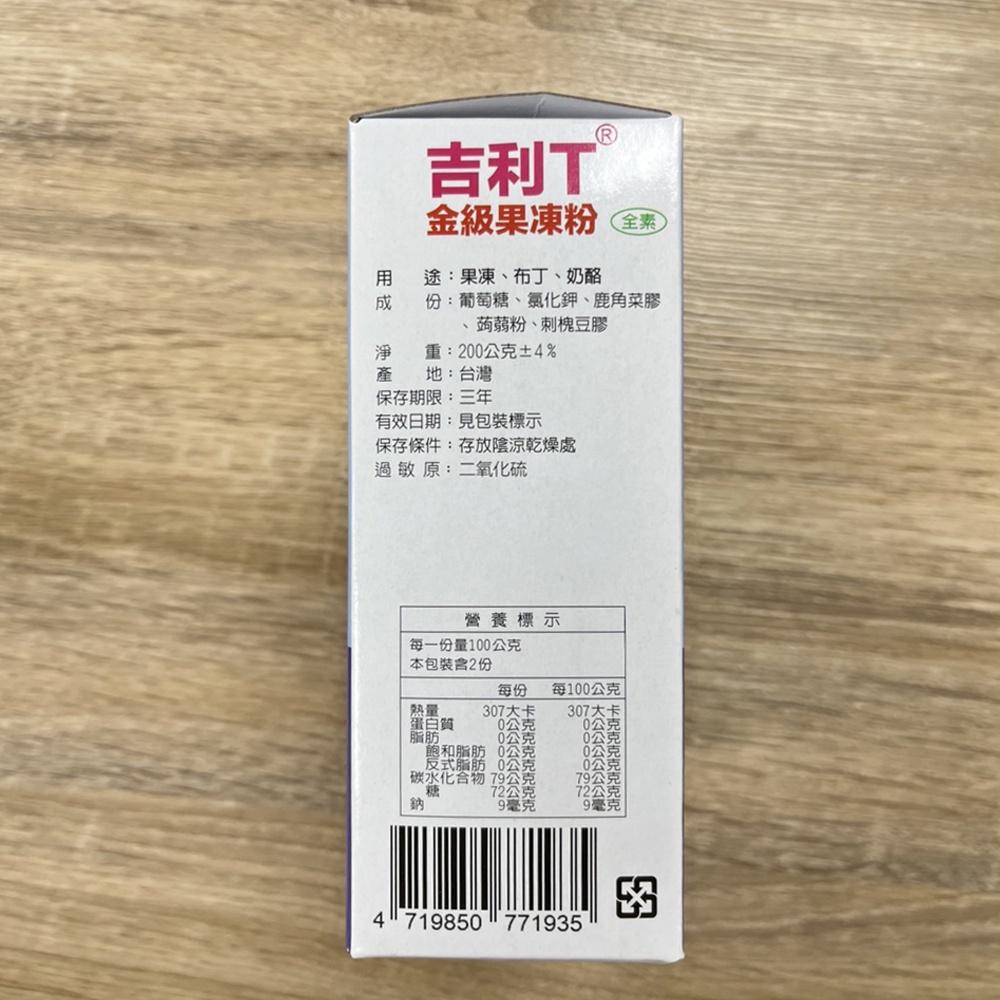 吉利T®
金級果凍粉 全素
用途：果凍、布丁、奶酪
成份：葡萄糖、氯化鉀、鹿角菜膠
、蒟蒻粉、刺槐豆膠
淨重：200公克±4%
產地：台灣
保存期限：三年
有效日期：見包裝標示
保存條件：存放陰涼乾燥處
過敏原：二氧化硫
營養標示
每一份量100公克
本包裝含2份
每份 每100公克
熱量 307大卡 307大卡
蛋白質 0公克 0公克
脂肪 0公克 0公克
飽和脂肪 0公克 0公克
反式脂肪 0公克 0公克
碳水化合物 79公克 79公克
糖 72公克 72公克
鈉 9毫克 9毫克
4 719850 771935